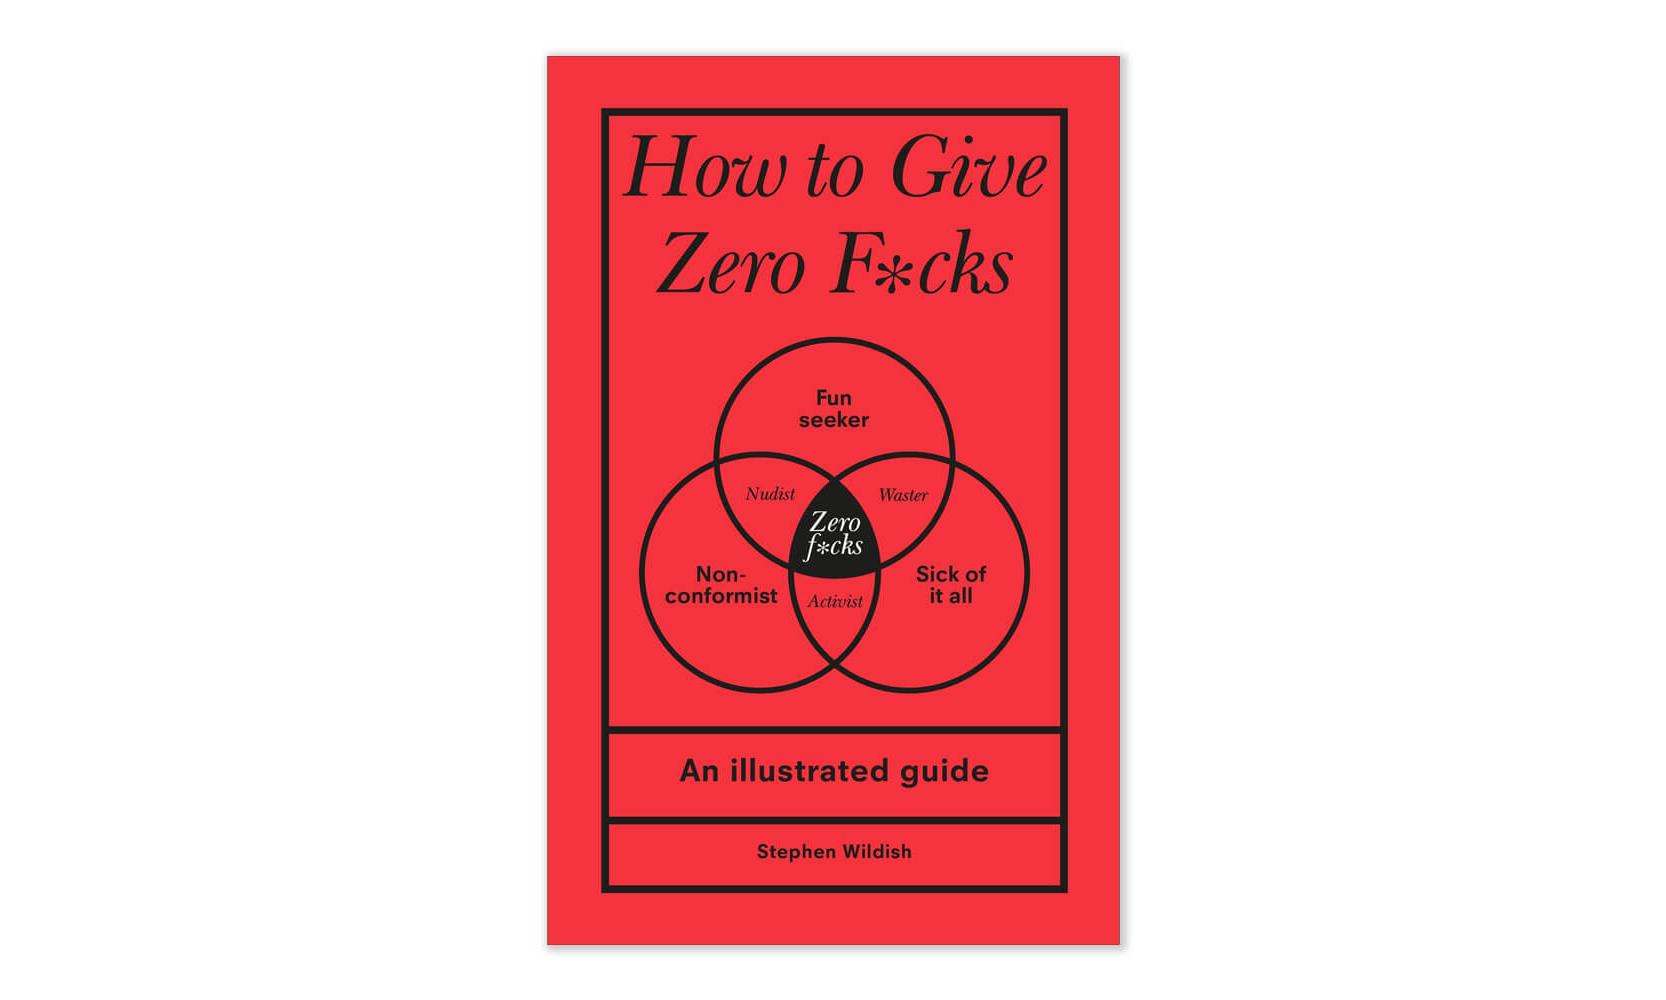 How to Give
Zero F*cks
Fun
seeker
Nudist
Waster
Zero
f*cks
Non-
conformist
Sick of
it all
Activist
An illustrated guide
Stephen Wildish